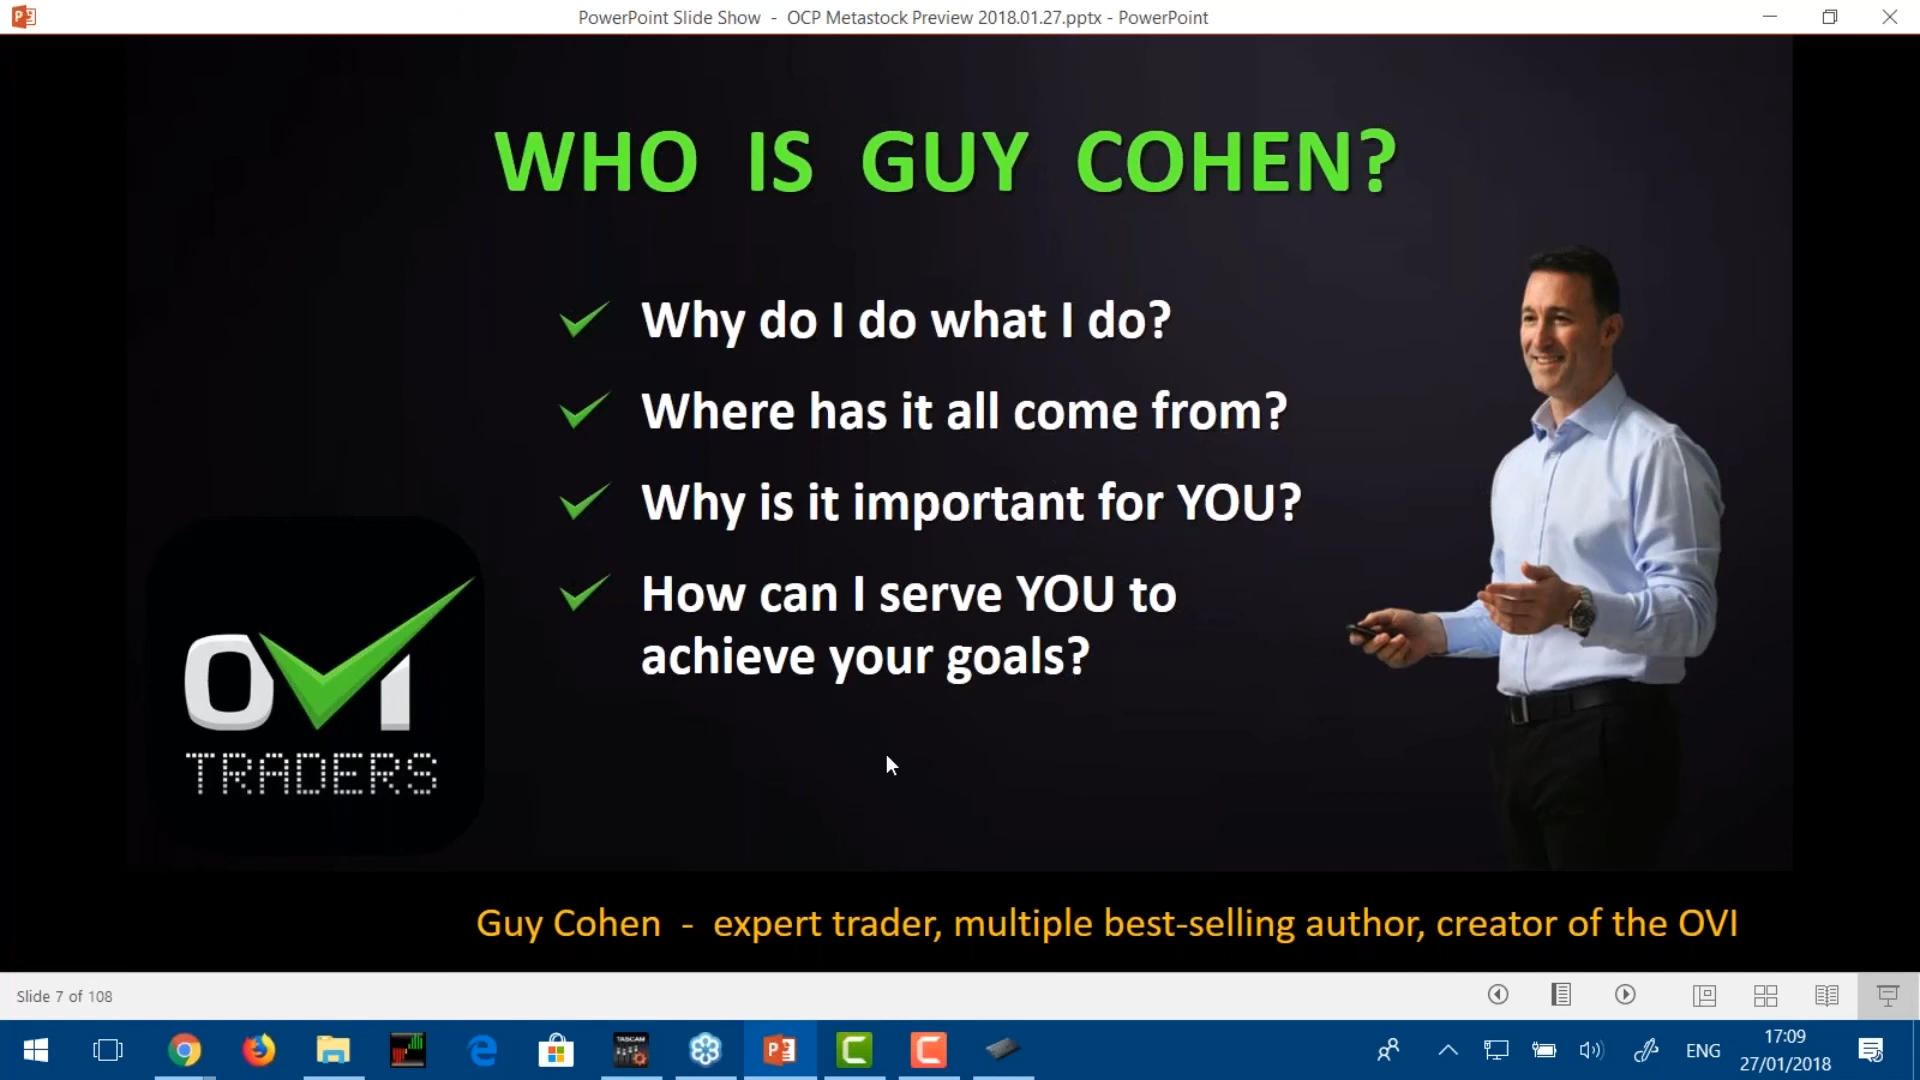 PowerPoint Slide Show - OCP Metastock Preview 2018.01.27.pptx - PowerPoint
WHO IS GUY COHEN?
Why do I do what I do?
Where has it all come from?
Why is it important for YOU?
How can I serve YOU to
achieve your goals?
OVI
TRADERS
Guy Cohen - expert trader, multiple best-selling author, creator of the OVI
Slide 7 of 108
TASCAM
ENG
17:09
27/01/2018